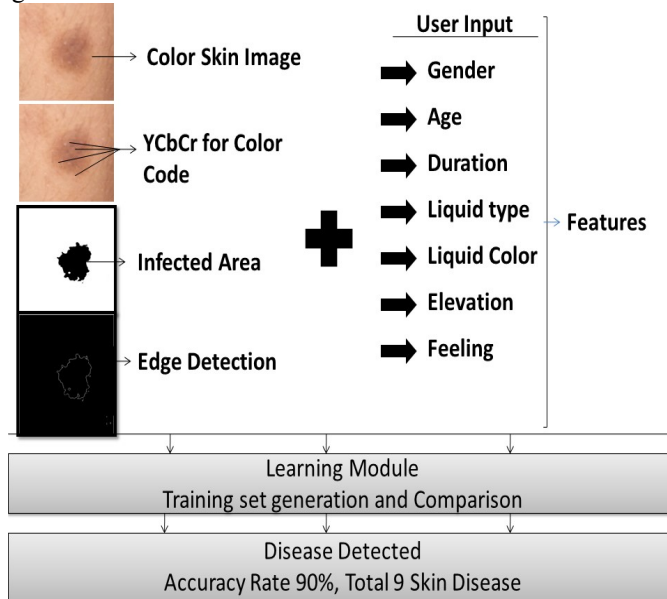 Color Skin Image
YCbCr for Color
Code
Infected Area
Edge Detection
User Input
Gender
Age
Duration
Liquid type
Liquid Color
Elevation
Feeling
Features
Learning Module
Training set generation and Comparison
Disease Detected
Accuracy Rate 90%, Total 9 Skin Disease